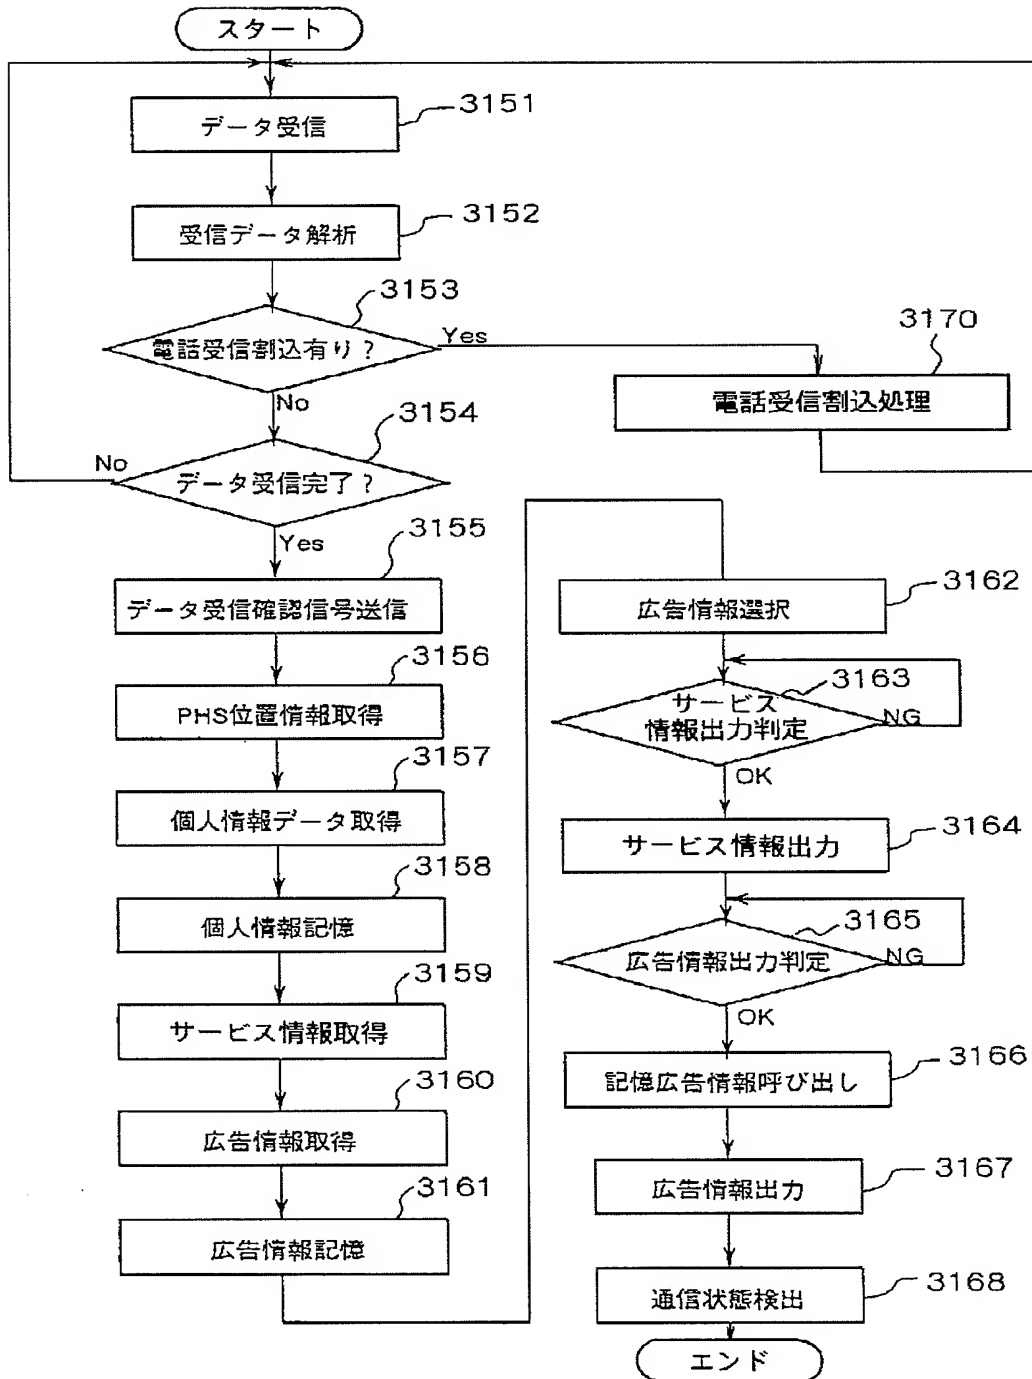 スタート
3151
データ受信
3152
受信データ解析
3153
電話受信割込有り？
Yes
No
3170
電話受信割込処理
3154
データ受信完了？
No
Yes
3155
データ受信確認信号送信
3156
PHS位置情報取得
3157
個人情報データ取得
3158
個人情報記憶
3159
サービス情報取得
3160
広告情報取得
3161
広告情報記憶
3162
広告情報選択
3163
サービス
情報出力判定
NG
OK
3164
サービス情報出力
3165
広告情報出力判定
NG
OK
3166
記憶広告情報呼び出し
3167
広告情報出力
3168
通信状態検出
エンド